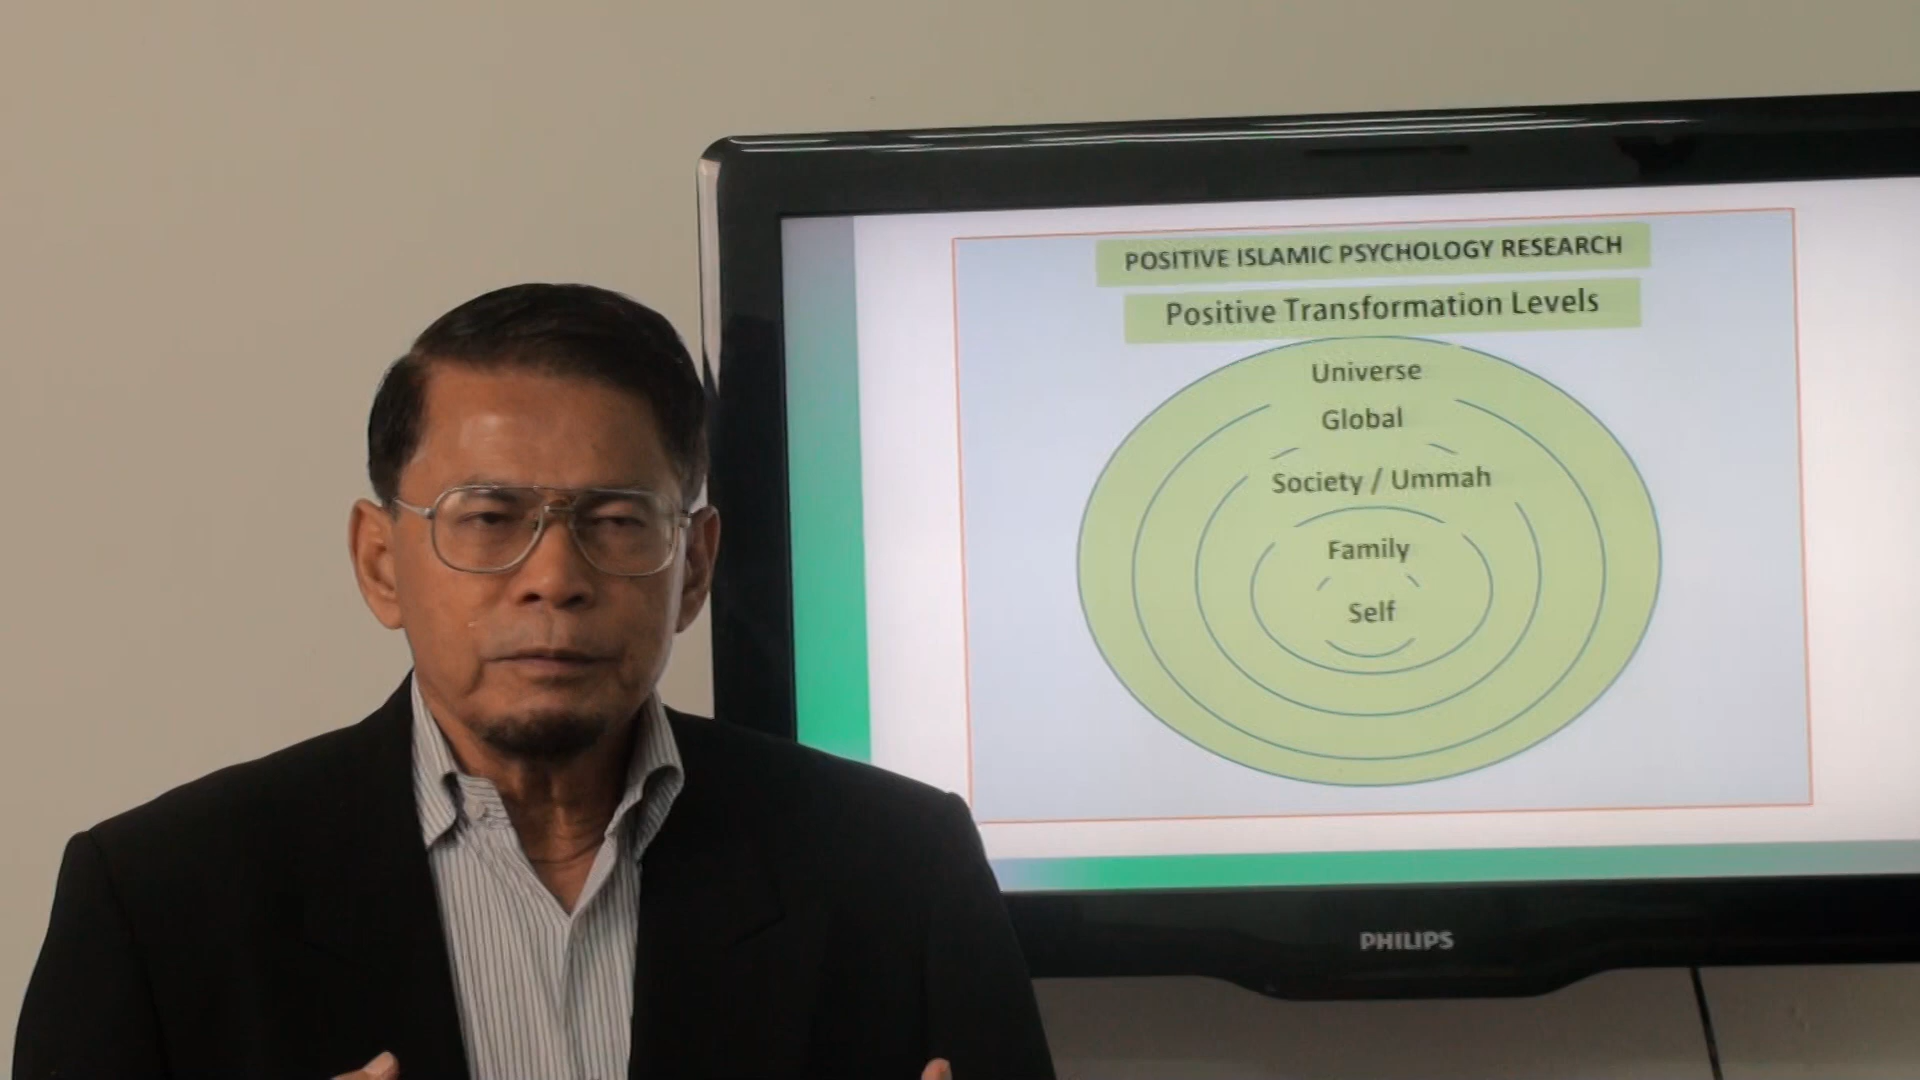 POSITIVE ISLAMIC PSYCHOLOGY RESEARCH
Positive Transformation Levels
Universe
Global
Society / Ummah
Family
Self
PHILIPS